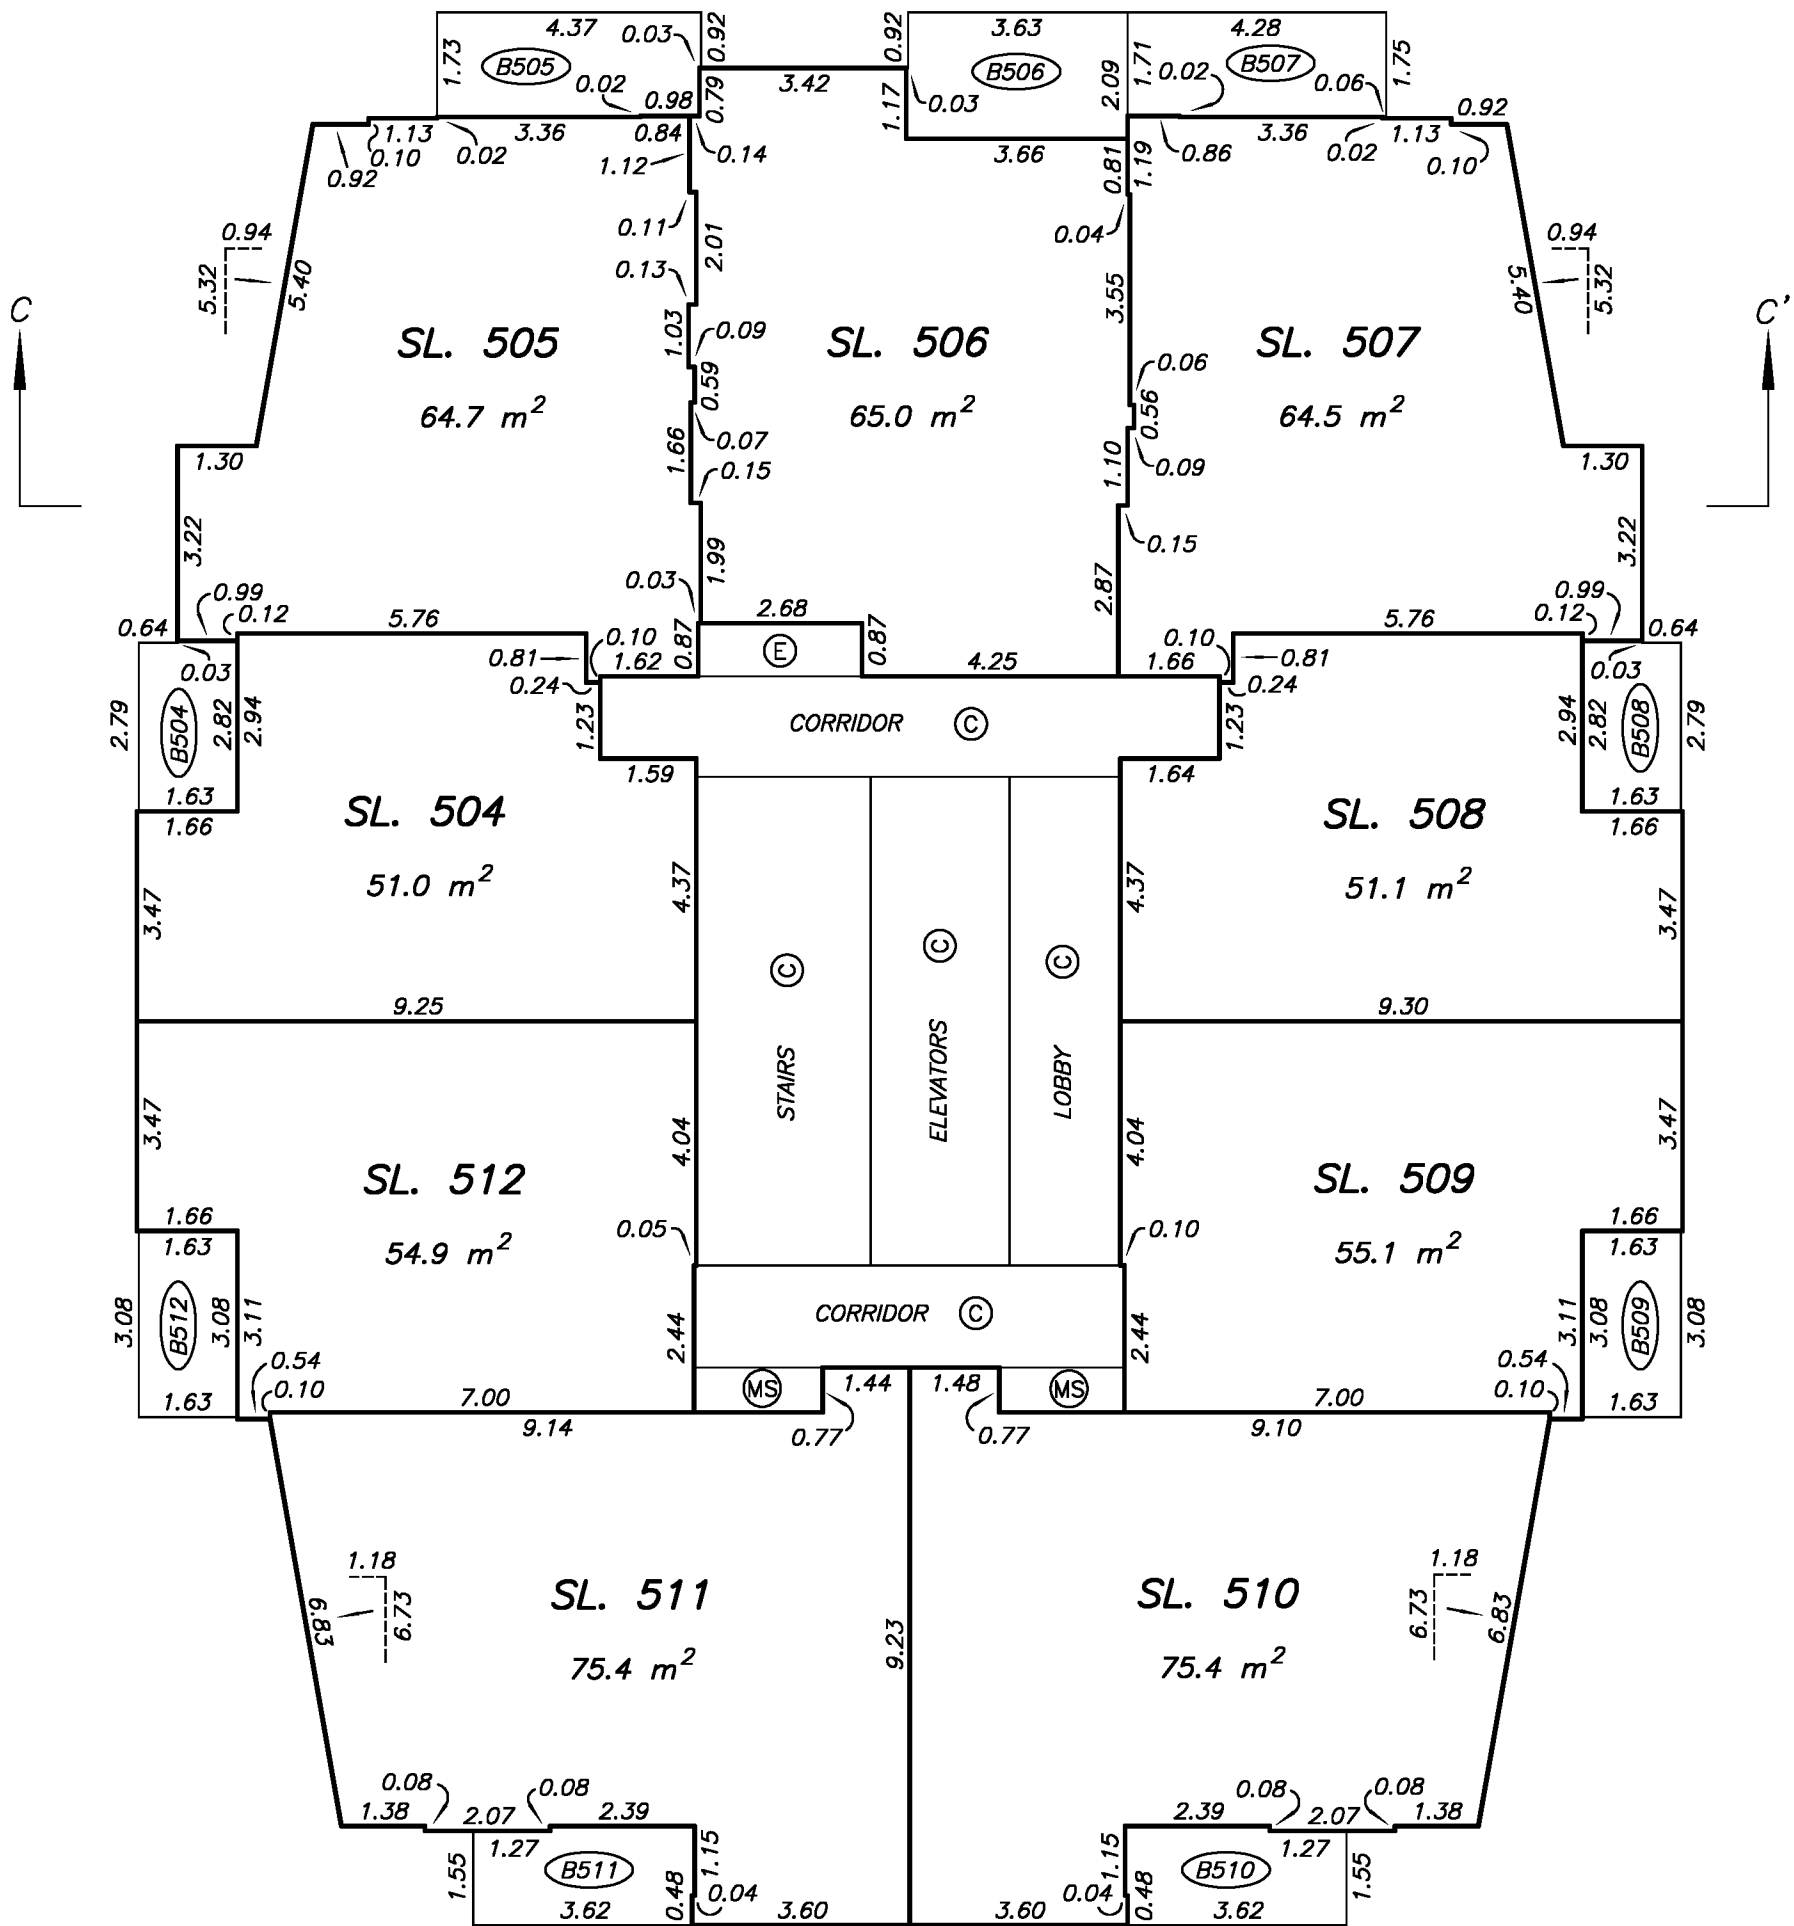 4.37 0.03 0.92 0.92 3.63 4.28
1.73 B505 B506 1.71 B507 1.75
0.02 0.98 0.79 3.42 1.17 0.03 2.09 0.02 0.06 0.92
1.13 3.36 0.84 0.14 3.66 0.86 3.36 1.13
0.92 0.10 0.02 1.12 0.81 1.19 0.02 0.10
0.94 0.11 2.01 0.04 0.94
5.32 5.40 0.13 3.55 5.40 5.32
C SL. 505 1.03 0.09 SL. 506 SL. 507 C'
64.7 m² 0.59 65.0 m² 0.06 0.56 64.5 m²
1.30 1.66 0.07 1.10 0.09 1.30
0.15
3.22 1.99 0.15 3.22
0.99 0.03 2.87 0.99
0.64 0.12 5.76 2.68 5.76 0.12 0.64
0.03 0.81 0.10 1.62 0.87 E 0.87 4.25 1.66 0.10 0.81 0.03
0.24 0.24
2.79 B504 2.82 2.94 1.23 CORRIDOR C 1.23 2.94 2.82 B508 2.79
1.63 1.59 1.64 1.63
1.66 SL. 504 SL. 508 1.66
3.47 51.0 m² 4.37 4.37 51.1 m² 3.47
C C C
9.25 STAIRS ELEVATORS LOBBY 9.30
3.47 4.04 4.04 3.47
SL. 512 SL. 509
1.66 0.05 0.10 1.66
1.63 54.9 m² 55.1 m² 1.63
3.08 B512 3.08 3.11 2.44 CORRIDOR C 2.44 3.11 3.08 B509 3.08
0.54 0.54
1.63 0.10 7.00 MS 1.44 1.48 MS 7.00 0.10 1.63
9.14 0.77 0.77 9.10
1.18 1.18
6.83 6.73 SL. 511 9.23 SL. 510 6.73 6.83
75.4 m² 75.4 m²
0.08 0.08 0.08 0.08
1.38 2.07 2.39 2.39 2.07 1.38
1.55 1.27 B511 1.15 1.15 B510 1.27 1.55
3.62 0.48 0.04 3.60 3.60 0.04 0.48 3.62